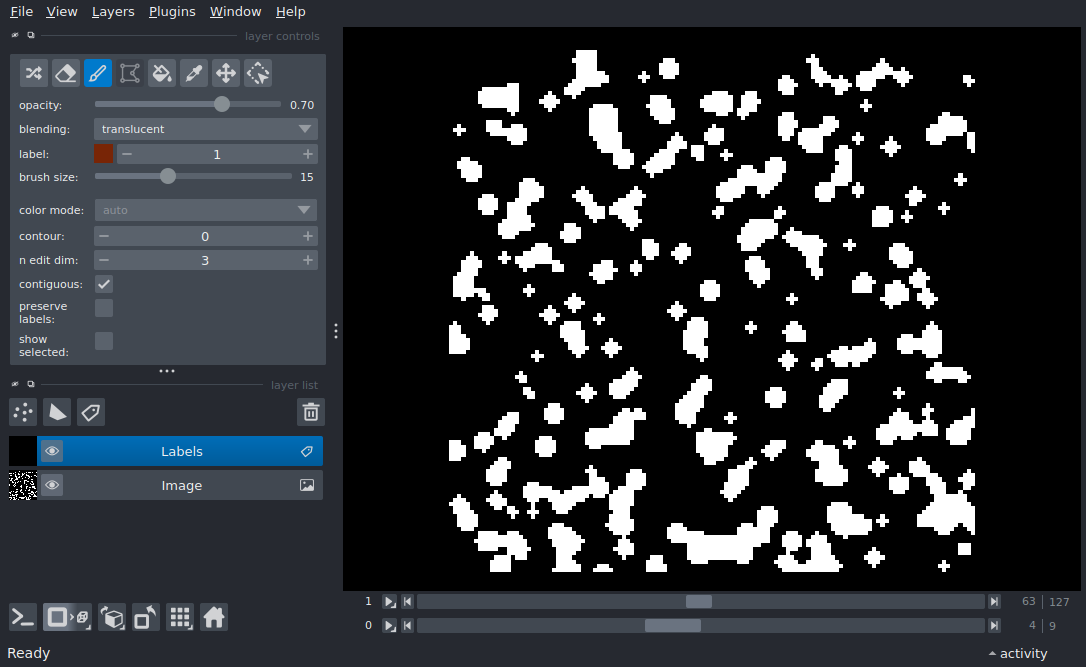 File View Layers Plugins Window Help
layer controls
opacity: 0.70
blending: translucent
label: 1
brush size: 15
color mode: auto
contour: 0
n edit dim: 3
contiguous:
preserve
labels:
show
selected:
layer list
Labels
Image
1 63 127
0 4 9
Ready
activity